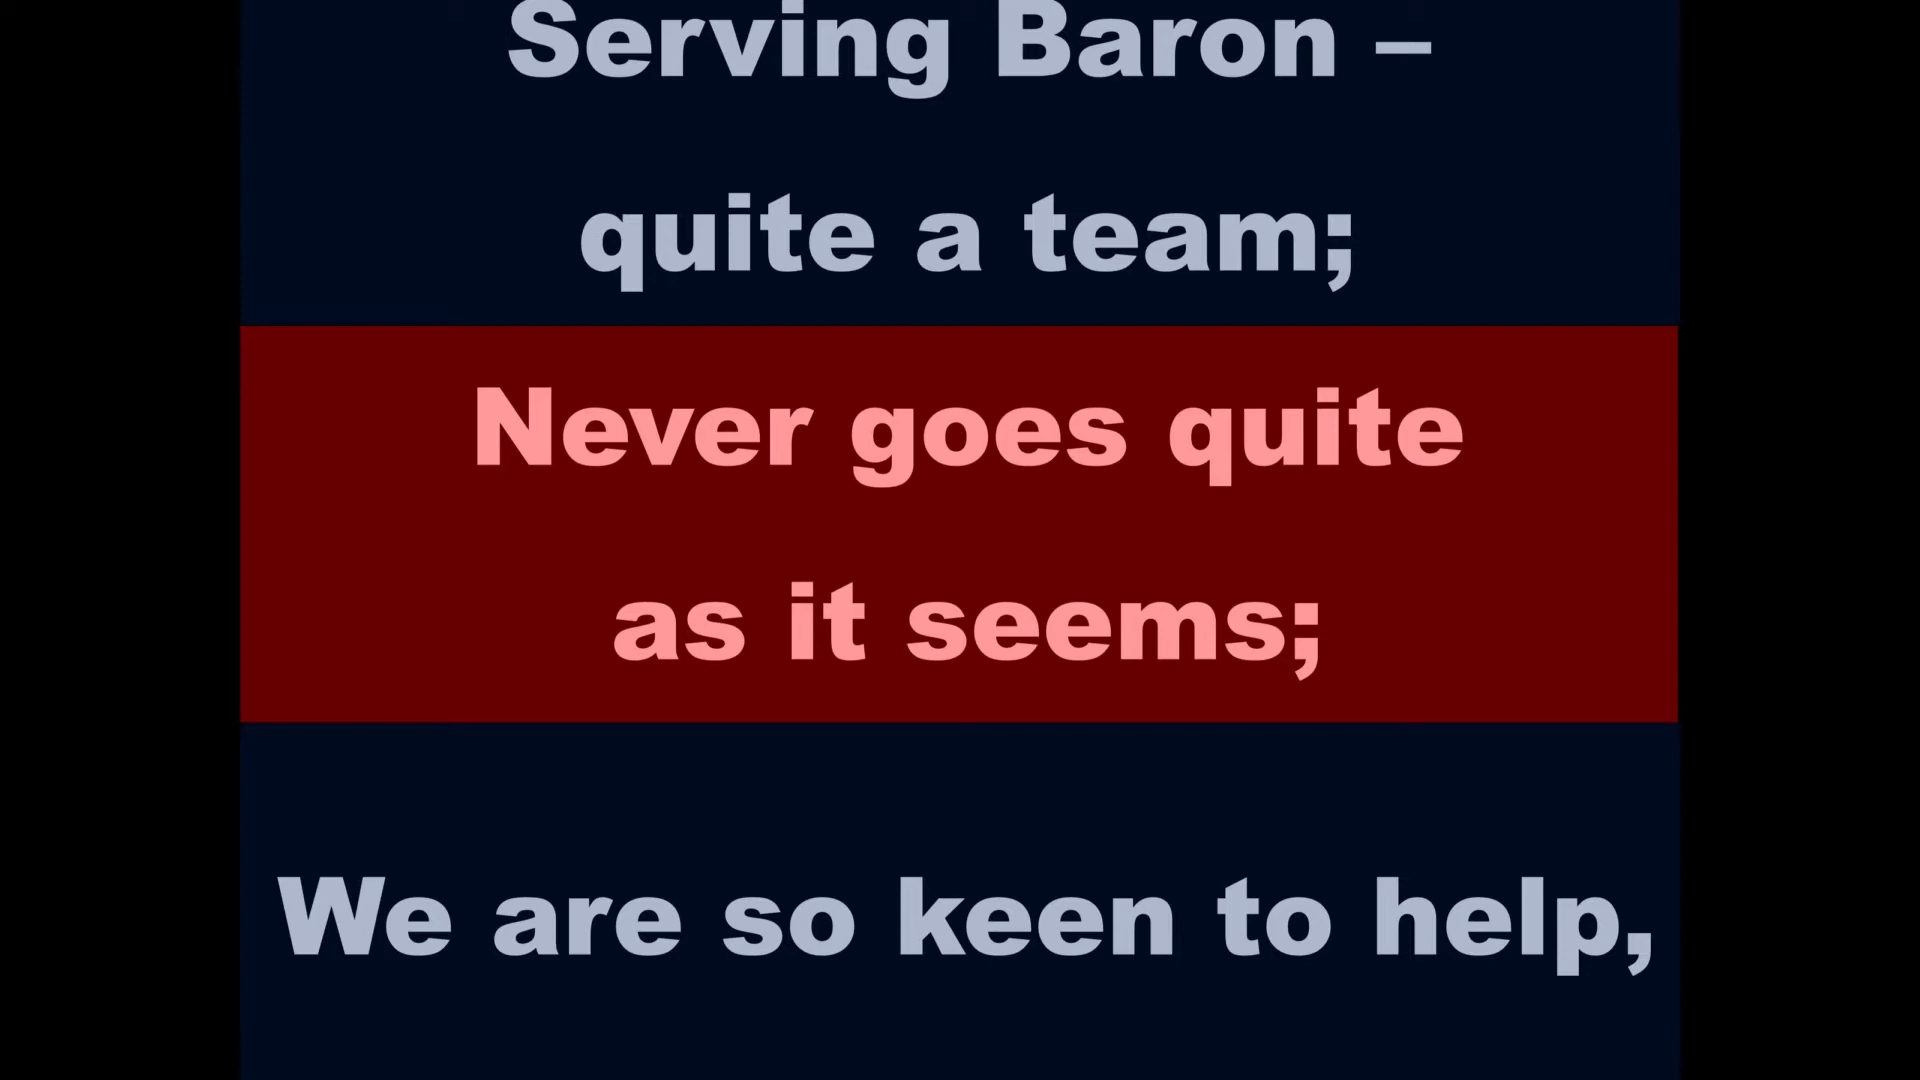 Serving Baron –
quite a team;
Never goes quite
as it seems;
We are so keen to help,